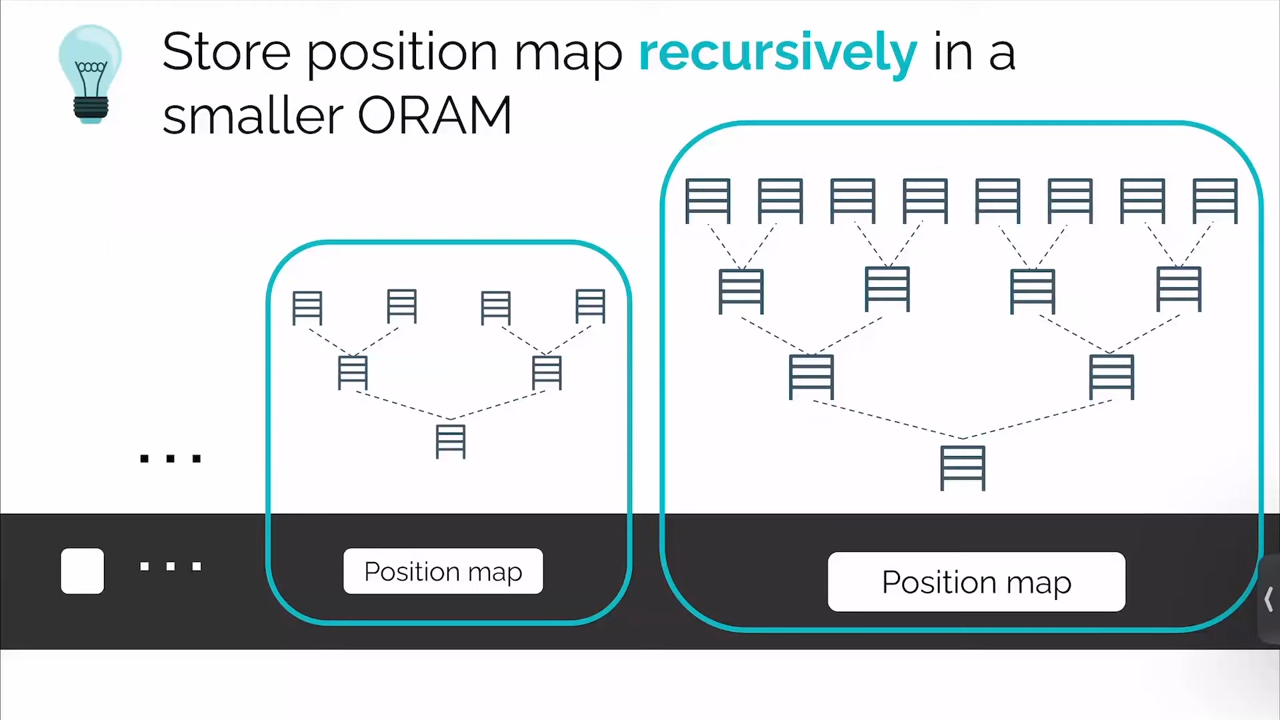 Store position map recursively in a
smaller ORAM
...
...
Position map
Position map